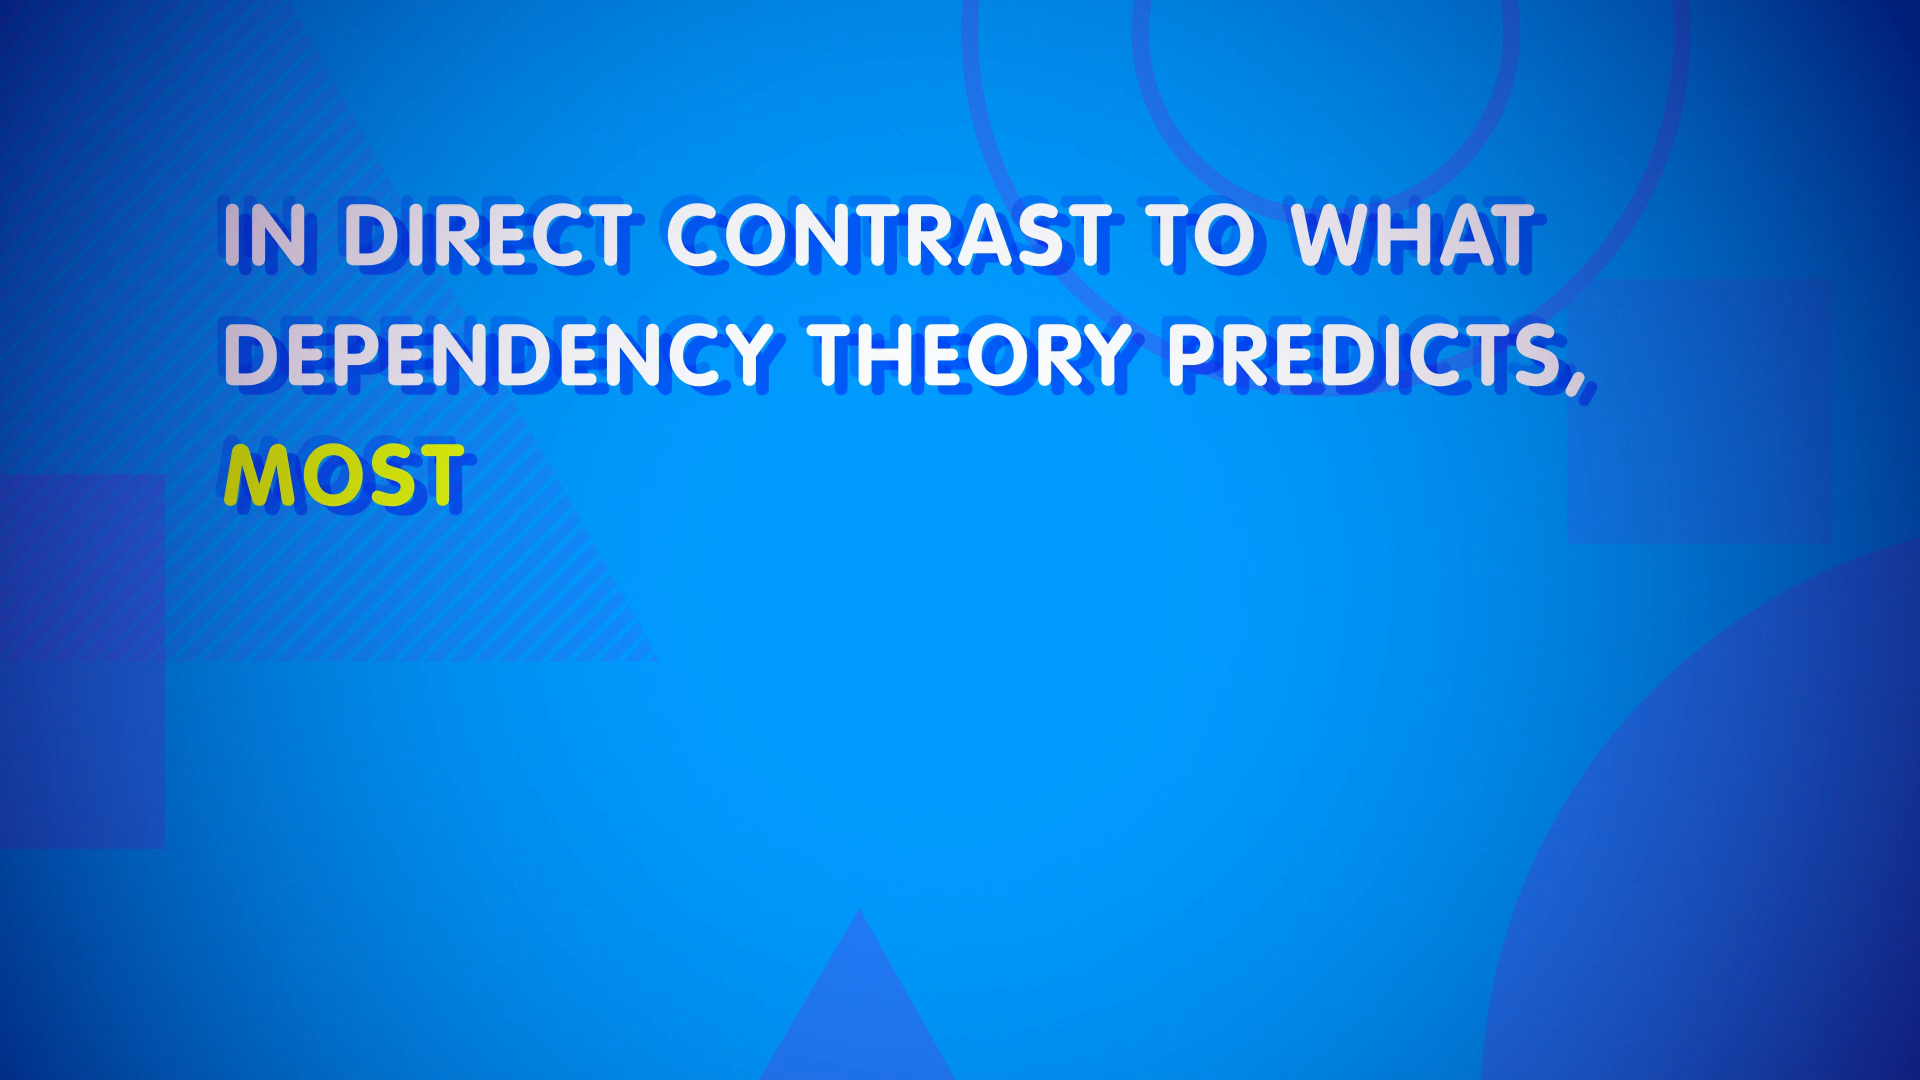 IN DIRECT CONTRAST TO WHAT
DEPENDENCY THEORY PREDICTS,
MOST